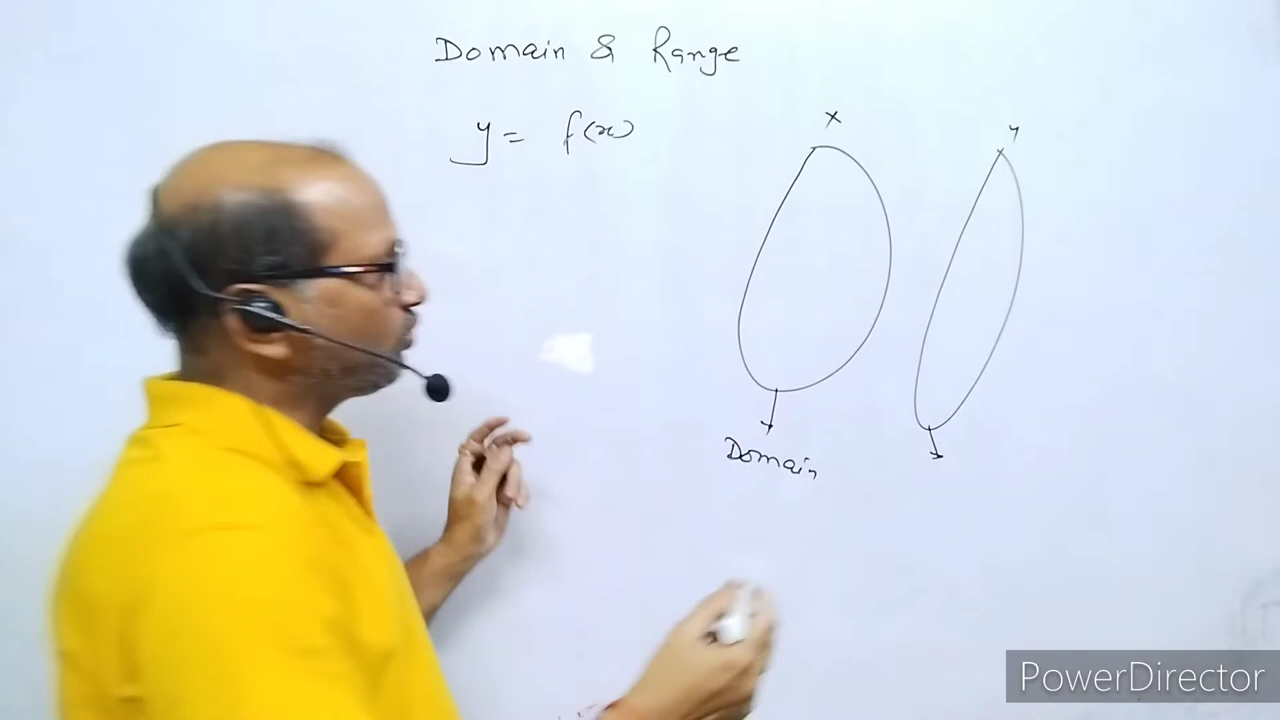 Domain & Range
y = f(x)
x
y
Domain
PowerDirector